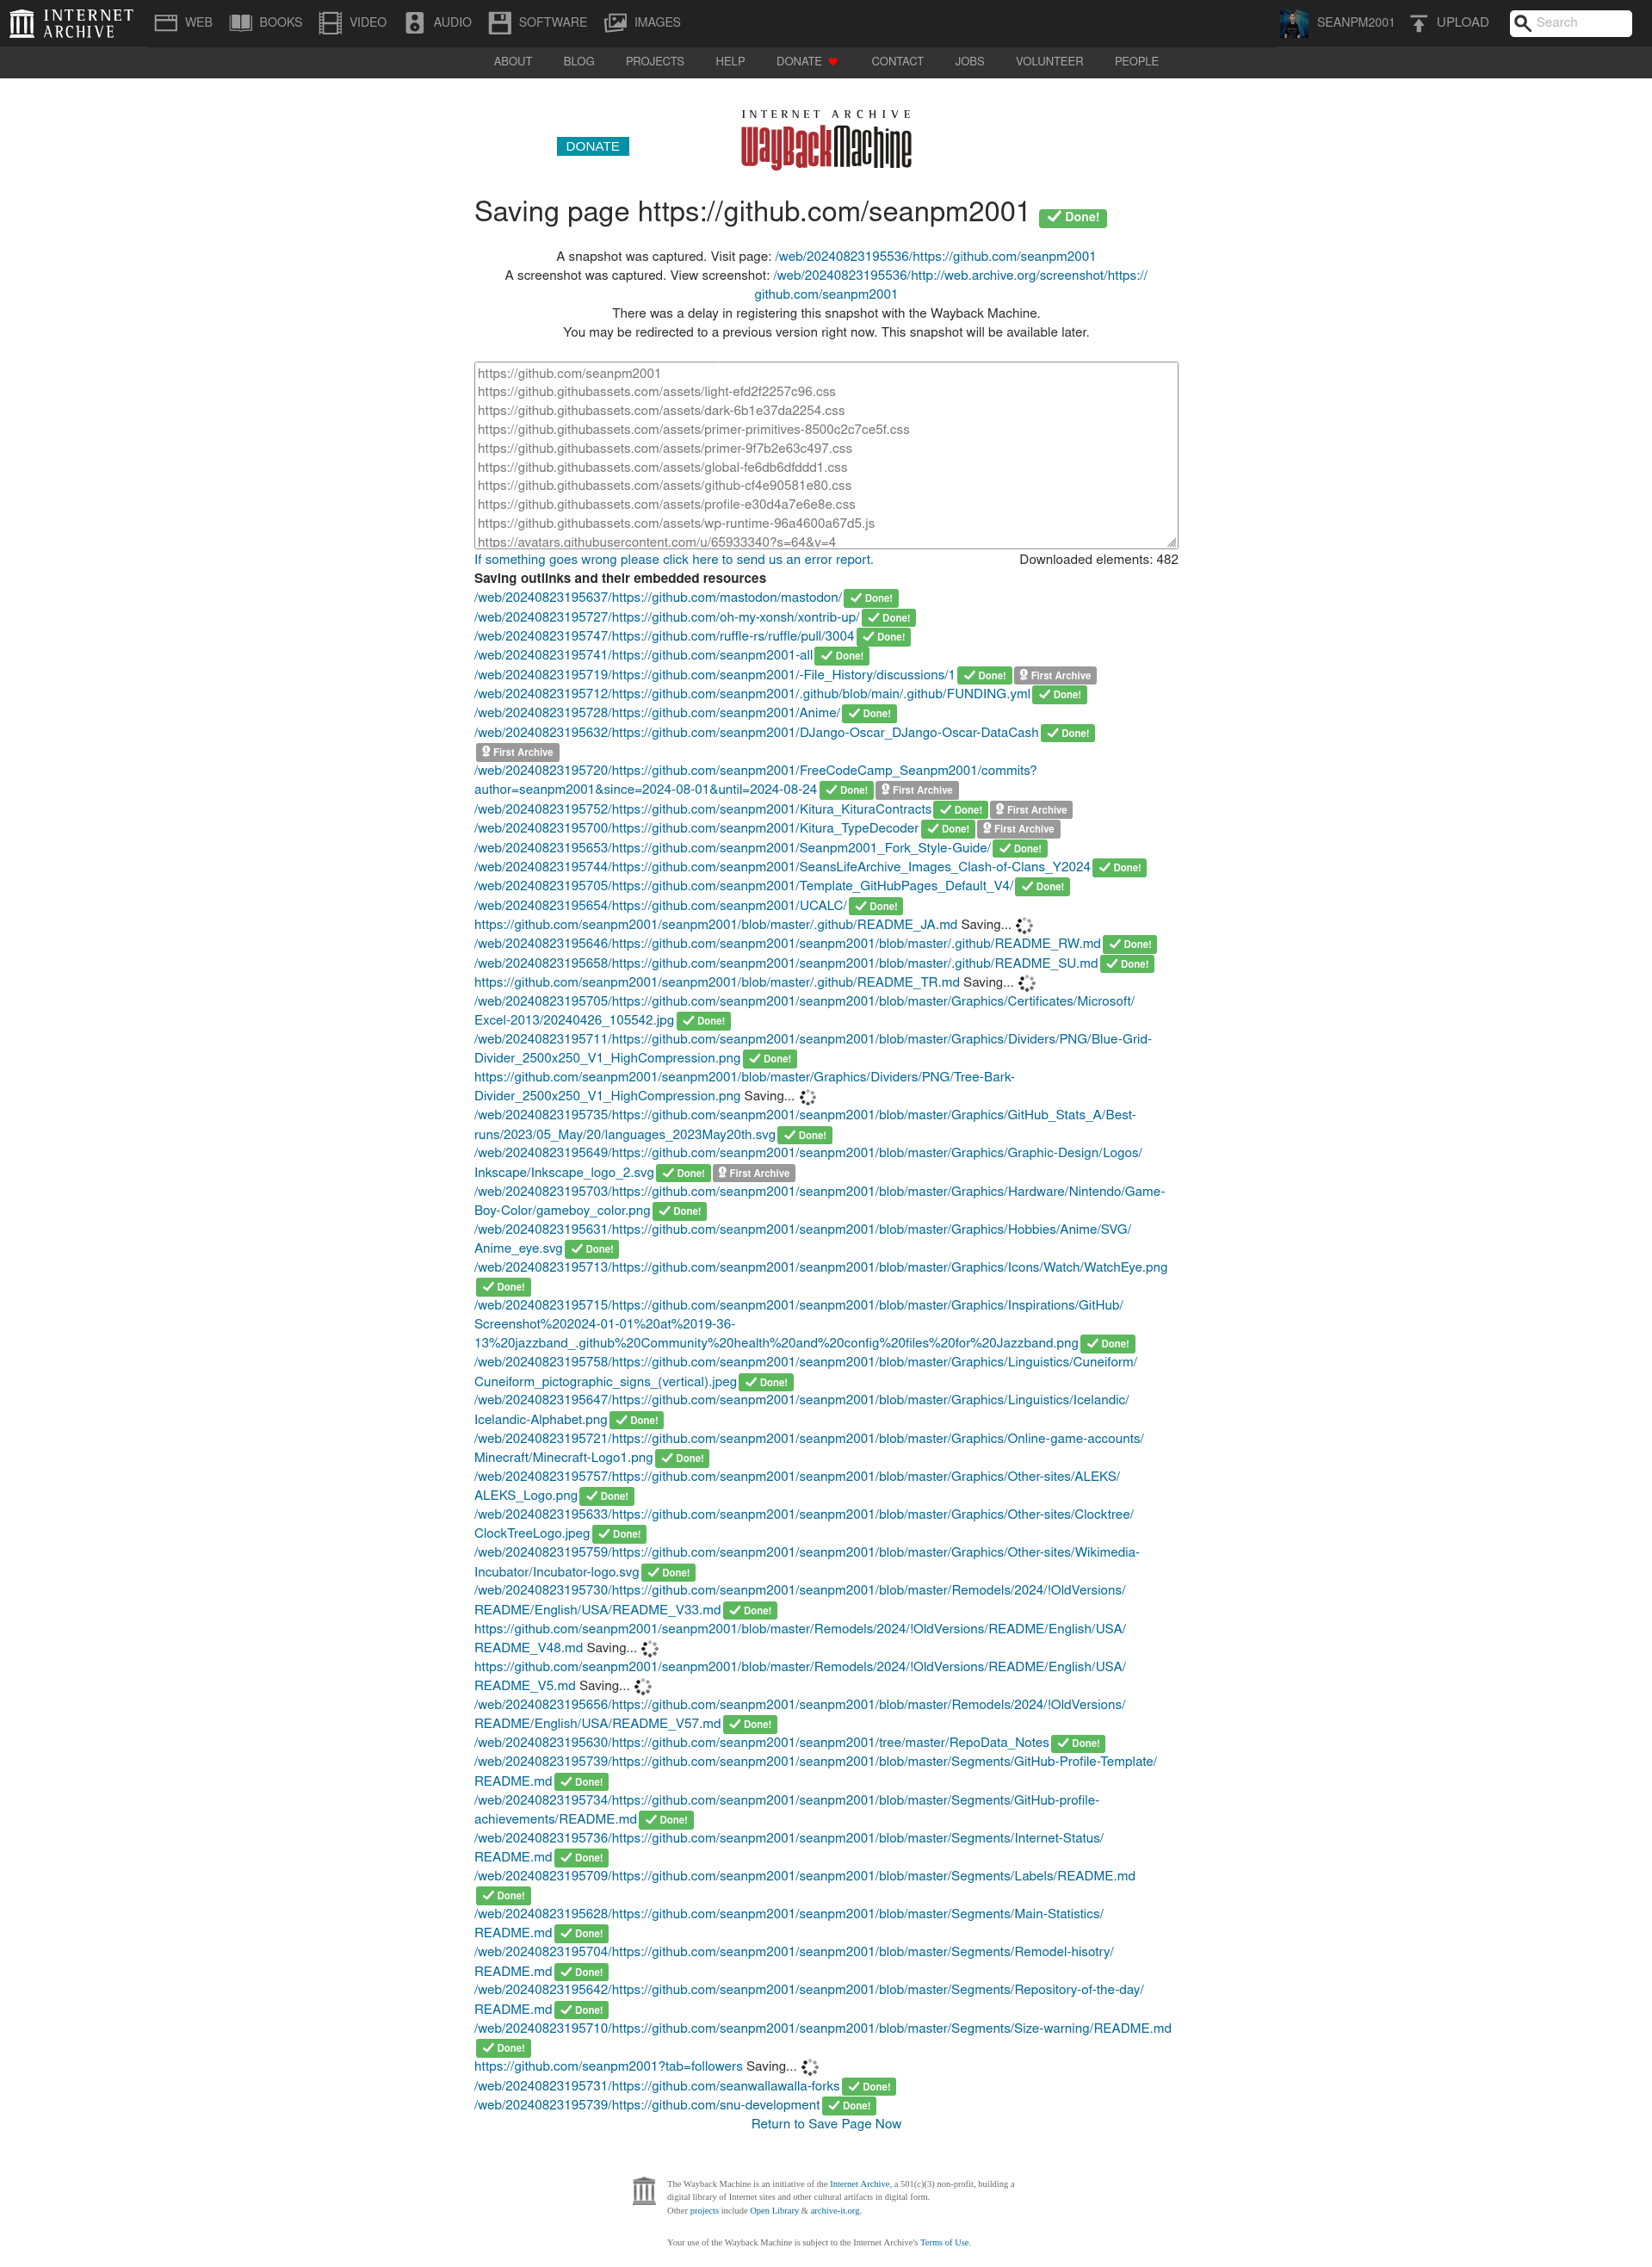 INTERNET ARCHIVE
WEB
BOOKS
VIDEO
AUDIO
SOFTWARE
IMAGES
SEANPM2001
UPLOAD
Search
ABOUT
BLOG
PROJECTS
HELP
DONATE
CONTACT
JOBS
VOLUNTEER
PEOPLE
DONATE
INTERNET ARCHIVE
WayBackMachine
Saving page https://github.com/seanpm2001 Done!
A snapshot was captured. Visit page: /web/20240823195536/https://github.com/seanpm2001
A screenshot was captured. View screenshot: /web/20240823195536/http://web.archive.org/screenshot/https://
github.com/seanpm2001
There was a delay in registering this snapshot with the Wayback Machine.
You may be redirected to a previous version right now. This snapshot will be available later.
https://github.com/seanpm2001
https://github.githubassets.com/assets/light-efd2f2257c96.css
https://github.githubassets.com/assets/dark-6b1e37da2254.css
https://github.githubassets.com/assets/primer-primitives-8500c2c7ce5f.css
https://github.githubassets.com/assets/primer-9f7b2e63c497.css
https://github.githubassets.com/assets/global-fe6db6dfddd1.css
https://github.githubassets.com/assets/github-cf4e90581e80.css
https://github.githubassets.com/assets/profile-e30d4a7e6e8e.css
https://github.githubassets.com/assets/wp-runtime-96a4600a67d5.js
https://avatars.githubusercontent.com/u/65933340?s=64&v=4
If something goes wrong please click here to send us an error report. Downloaded elements: 482
Saving outlinks and their embedded resources
/web/20240823195637/https://github.com/mastodon/mastodon/ Done!
/web/20240823195727/https://github.com/oh-my-xonsh/xontrib-up/ Done!
/web/20240823195747/https://github.com/ruffle-rs/ruffle/pull/3004 Done!
/web/20240823195741/https://github.com/seanpm2001-all Done!
/web/20240823195719/https://github.com/seanpm2001/-File_History/discussions/1 Done! First Archive
/web/20240823195712/https://github.com/seanpm2001/.github/blob/main/.github/FUNDING.yml Done!
/web/20240823195728/https://github.com/seanpm2001/Anime/ Done!
/web/20240823195632/https://github.com/seanpm2001/DJango-Oscar_DJango-Oscar-DataCash Done!
First Archive
/web/20240823195720/https://github.com/seanpm2001/FreeCodeCamp_Seanpm2001/commits?
author=seanpm2001&since=2024-08-01&until=2024-08-24 Done! First Archive
/web/20240823195752/https://github.com/seanpm2001/Kitura_KituraContracts Done! First Archive
/web/20240823195700/https://github.com/seanpm2001/Kitura_TypeDecoder Done! First Archive
/web/20240823195653/https://github.com/seanpm2001/Seanpm2001_Fork_Style-Guide/ Done!
/web/20240823195744/https://github.com/seanpm2001/SeansLifeArchive_Images_Clash-of-Clans_Y2024 Done!
/web/20240823195705/https://github.com/seanpm2001/Template_GitHubPages_Default_V4/ Done!
/web/20240823195654/https://github.com/seanpm2001/UCALC/ Done!
https://github.com/seanpm2001/seanpm2001/blob/master/.github/README_JA.md Saving...
/web/20240823195646/https://github.com/seanpm2001/seanpm2001/blob/master/.github/README_RW.md Done!
/web/20240823195658/https://github.com/seanpm2001/seanpm2001/blob/master/.github/README_SU.md Done!
https://github.com/seanpm2001/seanpm2001/blob/master/.github/README_TR.md Saving...
/web/20240823195705/https://github.com/seanpm2001/seanpm2001/blob/master/Graphics/Certificates/Microsoft/
Excel-2013/20240426_105542.jpg Done!
/web/20240823195711/https://github.com/seanpm2001/seanpm2001/blob/master/Graphics/Dividers/PNG/Blue-Grid-
Divider_2500x250_V1_HighCompression.png Done!
https://github.com/seanpm2001/seanpm2001/blob/master/Graphics/Dividers/PNG/Tree-Bark-
Divider_2500x250_V1_HighCompression.png Saving...
/web/20240823195735/https://github.com/seanpm2001/seanpm2001/blob/master/Graphics/GitHub_Stats_A/Best-
runs/2023/05_May/20/languages_2023May20th.svg Done!
/web/20240823195649/https://github.com/seanpm2001/seanpm2001/blob/master/Graphics/Graphic-Design/Logos/
Inkscape/Inkscape_logo_2.svg Done! First Archive
/web/20240823195703/https://github.com/seanpm2001/seanpm2001/blob/master/Graphics/Hardware/Nintendo/Game-
Boy-Color/gameboy_color.png Done!
/web/20240823195631/https://github.com/seanpm2001/seanpm2001/blob/master/Graphics/Hobbies/Anime/SVG/
Anime_eye.svg Done!
/web/20240823195713/https://github.com/seanpm2001/seanpm2001/blob/master/Graphics/Icons/Watch/WatchEye.png
Done!
/web/20240823195715/https://github.com/seanpm2001/seanpm2001/blob/master/Graphics/Inspirations/GitHub/
Screenshot%202024-01-01%20at%2019-36-
13%20jazzband_.github%20Community%20health%20and%20config%20files%20for%20Jazzband.png Done!
/web/20240823195758/https://github.com/seanpm2001/seanpm2001/blob/master/Graphics/Linguistics/Cuneiform/
Cuneiform_pictographic_signs_(vertical).jpeg Done!
/web/20240823195647/https://github.com/seanpm2001/seanpm2001/blob/master/Graphics/Linguistics/Icelandic/
Icelandic-Alphabet.png Done!
/web/20240823195721/https://github.com/seanpm2001/seanpm2001/blob/master/Graphics/Online-game-accounts/
Minecraft/Minecraft-Logo1.png Done!
/web/20240823195757/https://github.com/seanpm2001/seanpm2001/blob/master/Graphics/Other-sites/ALEKS/
ALEKS_Logo.png Done!
/web/20240823195633/https://github.com/seanpm2001/seanpm2001/blob/master/Graphics/Other-sites/Clocktree/
ClockTreeLogo.jpeg Done!
/web/20240823195759/https://github.com/seanpm2001/seanpm2001/blob/master/Graphics/Other-sites/Wikimedia-
Incubator/Incubator-logo.svg Done!
/web/20240823195730/https://github.com/seanpm2001/seanpm2001/blob/master/Remodels/2024/!OldVersions/
README/English/USA/README_V33.md Done!
https://github.com/seanpm2001/seanpm2001/blob/master/Remodels/2024/!OldVersions/README/English/USA/
README_V48.md Saving...
https://github.com/seanpm2001/seanpm2001/blob/master/Remodels/2024/!OldVersions/README/English/USA/
README_V5.md Saving...
/web/20240823195656/https://github.com/seanpm2001/seanpm2001/blob/master/Remodels/2024/!OldVersions/
README/English/USA/README_V57.md Done!
/web/20240823195630/https://github.com/seanpm2001/seanpm2001/tree/master/RepoData_Notes Done!
/web/20240823195739/https://github.com/seanpm2001/seanpm2001/blob/master/Segments/GitHub-Profile-Template/
README.md Done!
/web/20240823195734/https://github.com/seanpm2001/seanpm2001/blob/master/Segments/GitHub-profile-
achievements/README.md Done!
/web/20240823195736/https://github.com/seanpm2001/seanpm2001/blob/master/Segments/Internet-Status/
README.md Done!
/web/20240823195709/https://github.com/seanpm2001/seanpm2001/blob/master/Segments/Labels/README.md
Done!
/web/20240823195628/https://github.com/seanpm2001/seanpm2001/blob/master/Segments/Main-Statistics/
README.md Done!
/web/20240823195704/https://github.com/seanpm2001/seanpm2001/blob/master/Segments/Remodel-hisotry/
README.md Done!
/web/20240823195642/https://github.com/seanpm2001/seanpm2001/blob/master/Segments/Repository-of-the-day/
README.md Done!
/web/20240823195710/https://github.com/seanpm2001/seanpm2001/blob/master/Segments/Size-warning/README.md
Done!
https://github.com/seanpm2001?tab=followers Saving...
/web/20240823195731/https://github.com/seanwallawalla-forks Done!
/web/20240823195739/https://github.com/snu-development Done!
Return to Save Page Now
The Wayback Machine is an initiative of the Internet Archive, a 501(c)(3) non-profit, building a
digital library of Internet sites and other cultural artifacts in digital form.
Other projects include Open Library & archive-it.org.
Your use of the Wayback Machine is subject to the Internet Archive's Terms of Use.